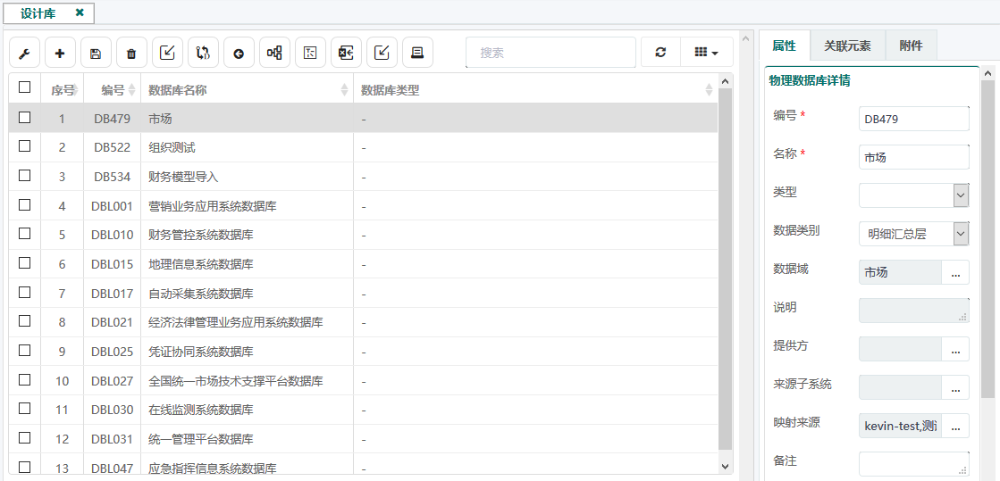 设计库 ×
搜索
序号 编号 数据库名称 数据库类型
1 DB479 市场 -
2 DB522 组织测试 -
3 DB534 财务模型导入 -
4 DBL001 营销业务应用系统数据库 -
5 DBL010 财务管控系统数据库 -
6 DBL015 地理信息系统数据库 -
7 DBL017 自动采集系统数据库 -
8 DBL021 经济法律管理业务应用系统数据库 -
9 DBL025 凭证协同系统数据库 -
10 DBL027 全国统一市场技术支撑平台数据库 -
11 DBL030 在线监测系统数据库 -
12 DBL031 统一管理平台数据库 -
13 DBL047 应急指挥信息系统数据库 -
属性 关联元素 附件
物理数据库详情
编号 * DB479
名称 * 市场
类型
数据类别 明细汇总层
数据域 市场 ...
说明
提供方 ...
来源子系统 ...
映射来源 kevin-test,测 ...
备注